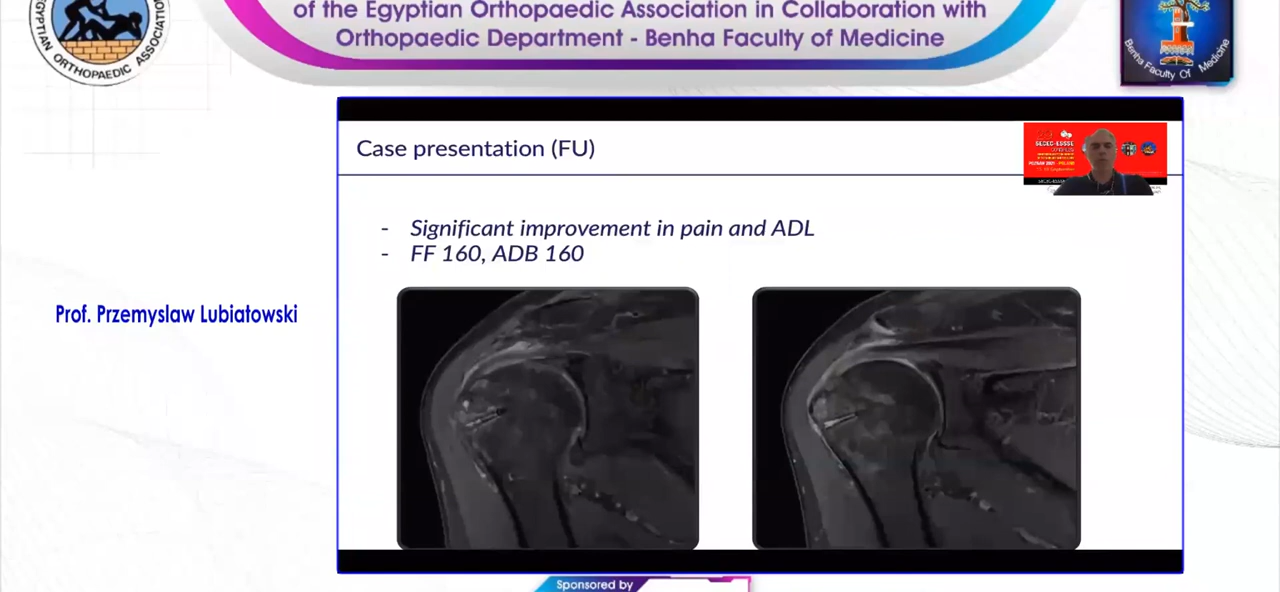 of the Egyptian Orthopaedic Association in Collaboration with
Orthopaedic Department - Benha Faculty of Medicine
EGYPTIAN ORTHOPAEDIC ASSOCIATION
Benha Faculty Of Medicine
Case presentation (FU)
- Significant improvement in pain and ADL
- FF 160, ADB 160
Prof. Przemyslaw Lubiatowski
Sponsored by